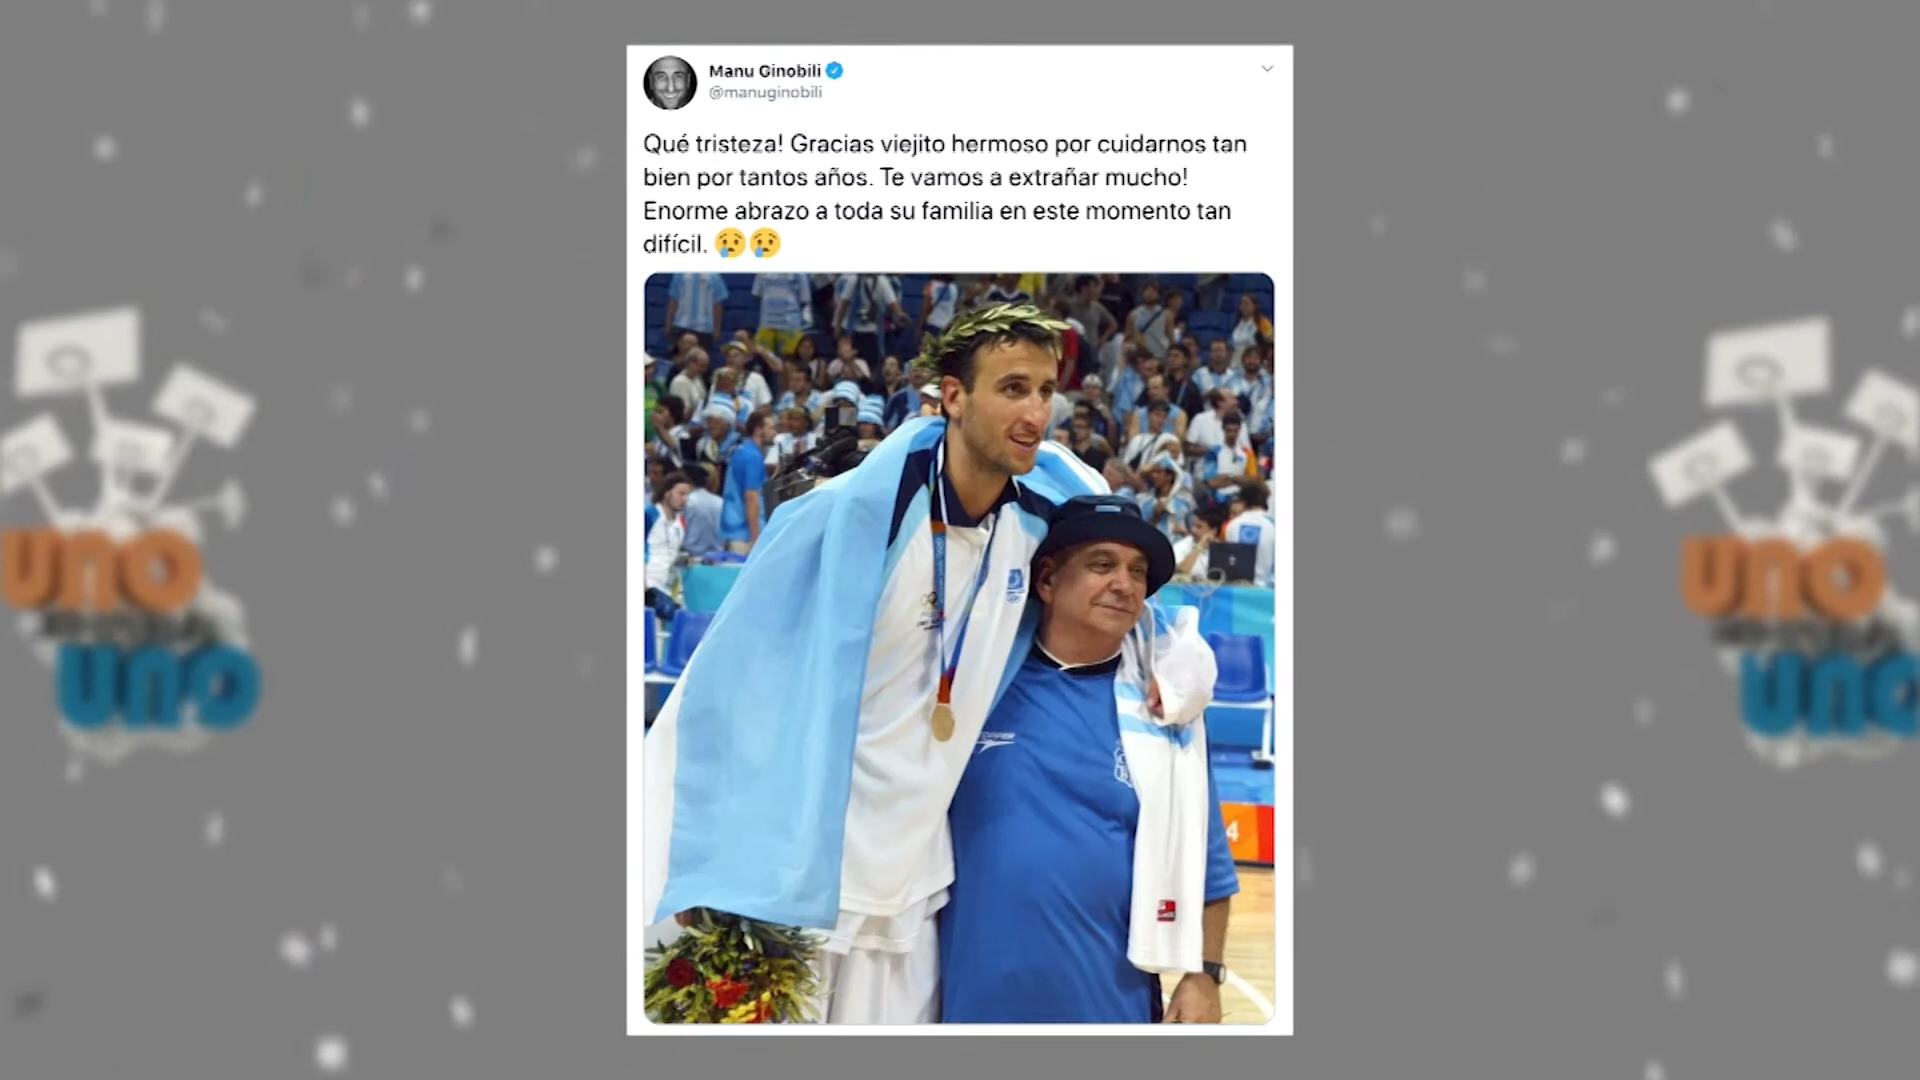 Manu Ginobili
@manuginobili
Qué tristeza! Gracias viejito hermoso por cuidarnos tan
bien por tantos años. Te vamos a extrañar mucho!
Enorme abrazo a toda su familia en este momento tan
difícil. 😢😢
UNO
UNO
UNO
UNO
4